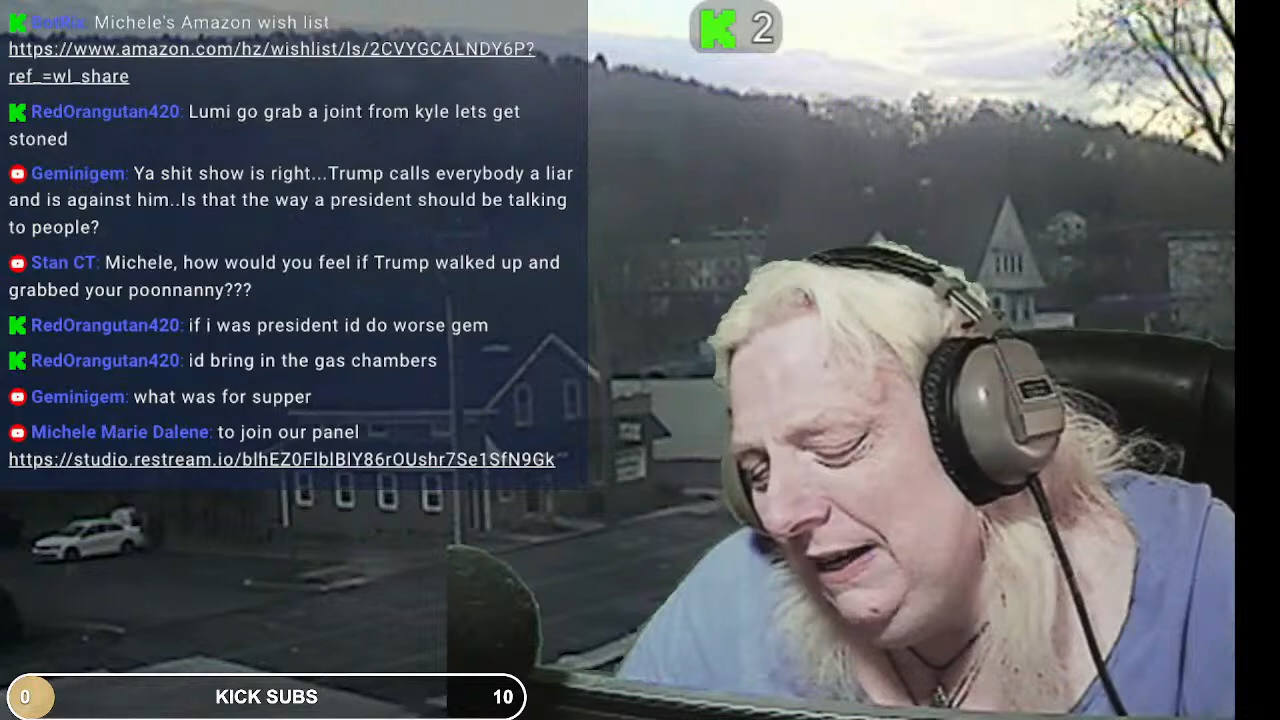 Michele's Amazon wish list
https://www.amazon.com/hz/wishlist/ls/2CVYGCALNDY6P?
ref_=wl_share
RedOrangutan420: Lumi go grab a joint from kyle lets get
stoned
Geminigem: Ya shit show is right...Trump calls everybody a liar
and is against him..Is that the way a president should be talking
to people?
Stan CT: Michele, how would you feel if Trump walked up and
grabbed your poonnanny???
RedOrangutan420: if i was president id do worse gem
RedOrangutan420: id bring in the gas chambers
Geminigem: what was for supper
Michele Marie Dalene: to join our panel
https://studio.restream.io/blhEZ0FlblBlY86rOUshr7Se1SfN9Gk
2
0 KICK SUBS 10